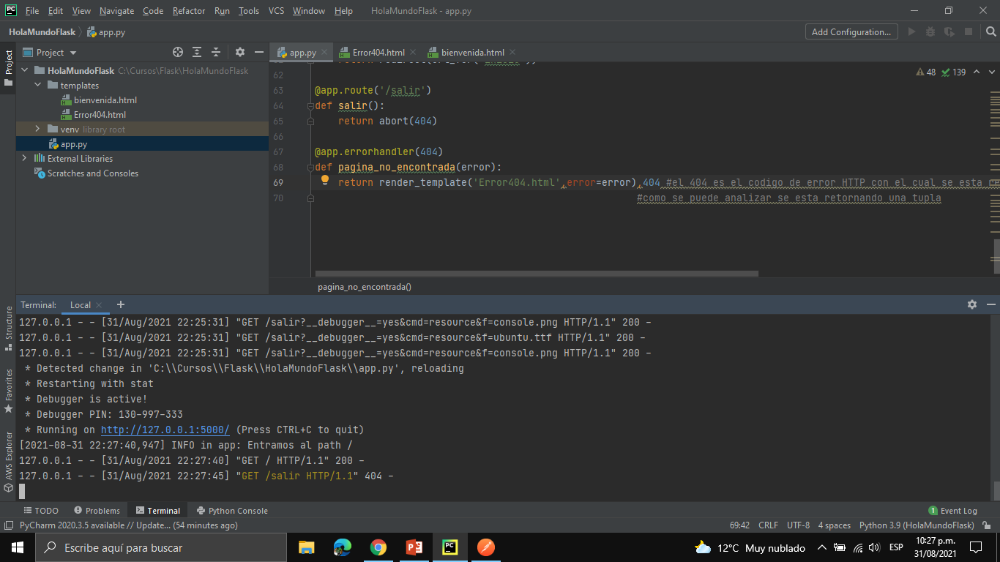 PC File Edit View Navigate Code Refactor Run Tools VCS Window Help HolaMundoFlask - app.py
HolaMundoFlask app.py Add Configuration...
Project
app.py Error404.html bienvenida.html
Project
HolaMundoFlask C:\Cursos\Flask\HolaMundoFlask
templates
bienvenida.html
Error404.html
venv library root
app.py
External Libraries
Scratches and Consoles
48 139
62
63 @app.route('/salir')
64 def salir():
65 return abort(404)
66
67 @app.errorhandler(404)
68 def pagina_no_encontrada(error):
69 return render_template('Error404.html',error=error),404 #el 404 es el codigo de error HTTP con el cual se esta re
70 #como se puede analizar se esta retornando una tupla
pagina_no_encontrada()
Structure
Favorites
AWS Explorer
Terminal: Local
127.0.0.1 - - [31/Aug/2021 22:25:31] "GET /salir?__debugger__=yes&cmd=resource&f=console.png HTTP/1.1" 200 -
127.0.0.1 - - [31/Aug/2021 22:25:31] "GET /salir?__debugger__=yes&cmd=resource&f=ubuntu.ttf HTTP/1.1" 200 -
127.0.0.1 - - [31/Aug/2021 22:25:31] "GET /salir?__debugger__=yes&cmd=resource&f=console.png HTTP/1.1" 200 -
* Detected change in 'C:\\Cursos\\Flask\\HolaMundoFlask\\app.py', reloading
* Restarting with stat
* Debugger is active!
* Debugger PIN: 130-997-333
* Running on http://127.0.0.1:5000/ (Press CTRL+C to quit)
[2021-08-31 22:27:40,947] INFO in app: Entramos al path /
127.0.0.1 - - [31/Aug/2021 22:27:40] "GET / HTTP/1.1" 200 -
127.0.0.1 - - [31/Aug/2021 22:27:45] "GET /salir HTTP/1.1" 404 -
TODO Problems Terminal Python Console 1 Event Log
PyCharm 2020.3.5 available // Update... (54 minutes ago) 69:42 CRLF UTF-8 4 spaces Python 3.9 (HolaMundoFlask)
Escribe aquí para buscar 12°C Muy nublado ESP 10:27 p.m.
31/08/2021